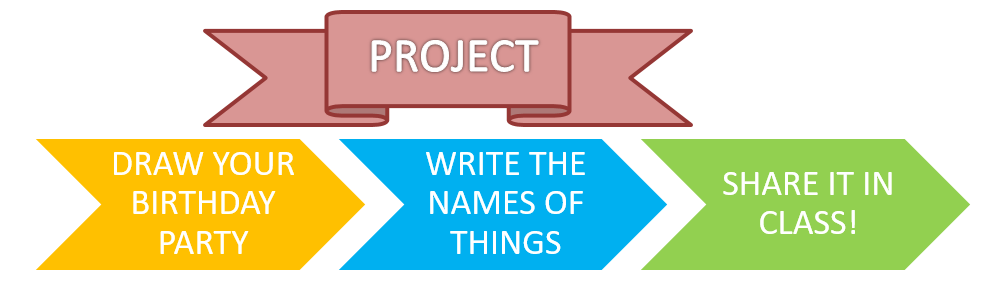 PROJECT
DRAW YOUR
BIRTHDAY
PARTY
WRITE THE
NAMES OF
THINGS
SHARE IT IN
CLASS!